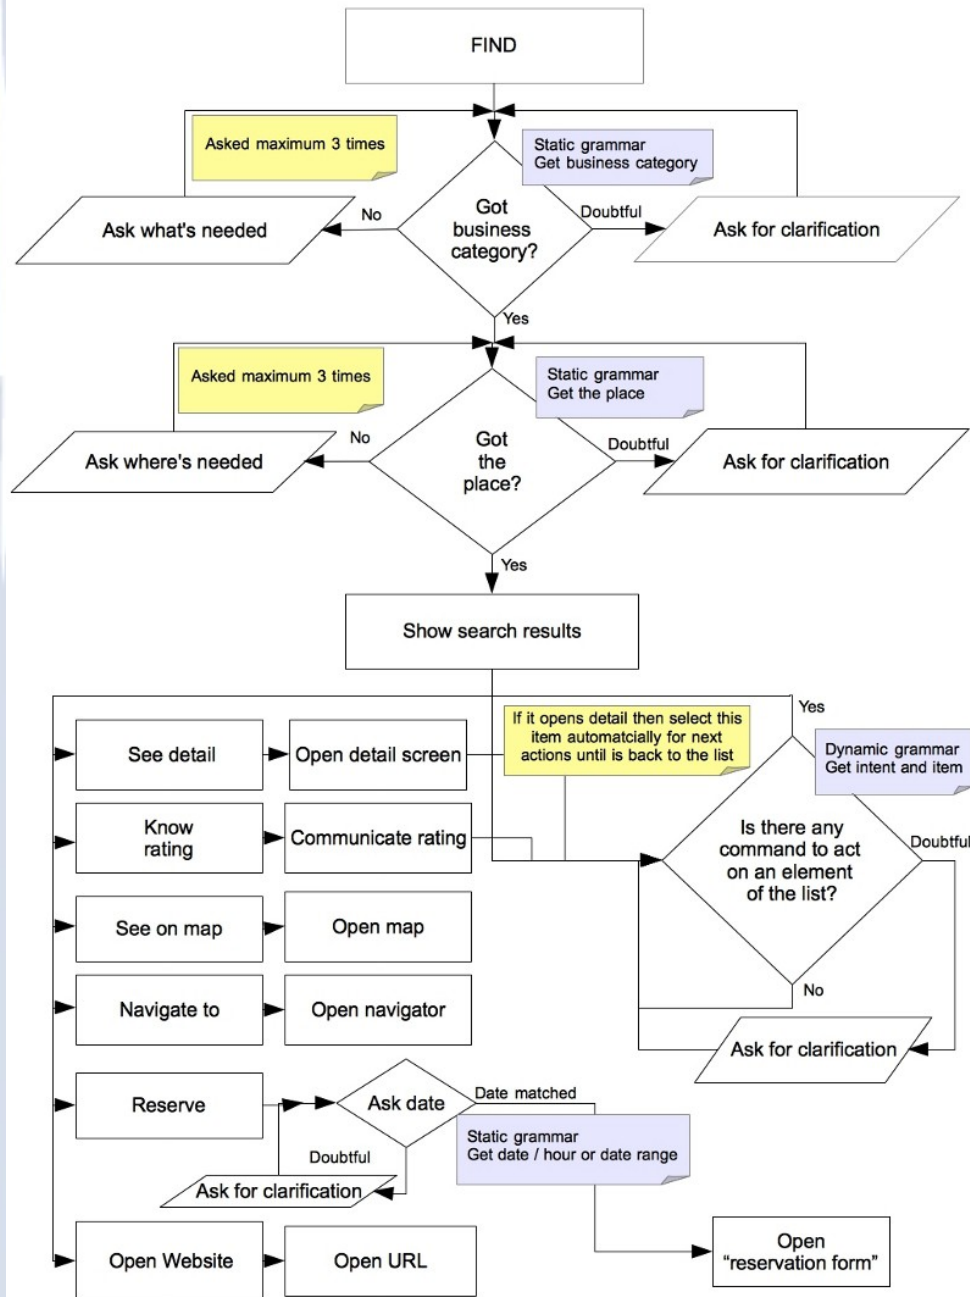 FIND
Asked maximum 3 times
Static grammar
Get business category
Ask what's needed
No
Got
business
category?
Doubtful
Ask for clarification
Yes
Asked maximum 3 times
Static grammar
Get the place
Ask where's needed
No
Got
the
place?
Doubtful
Ask for clarification
Yes
Show search results
If it opens detail then select this
item automatcially for next
actions until is back to the list
Yes
Dynamic grammar
Get intent and item
See detail
Open detail screen
Know
rating
Communicate rating
Is there any
command to act
on an element
of the list?
Doubtful
See on map
Open map
No
Navigate to
Open navigator
Ask for clarification
Reserve
Ask date
Date matched
Static grammar
Get date / hour or date range
Doubtful
Ask for clarification
Open Website
Open URL
Open
“reservation form”